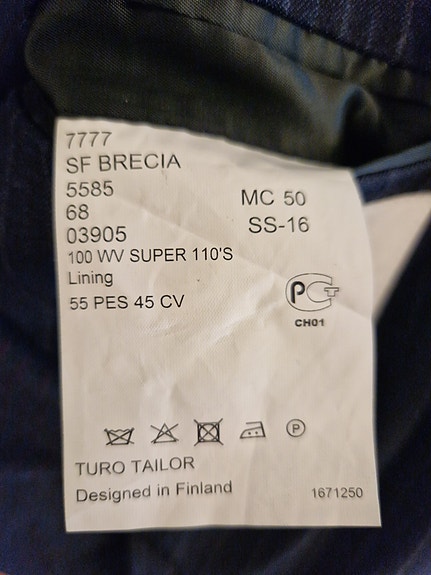 7777
SF BRECIA
5585
MC 50
68
SS-16
03905
100 WV SUPER 110'S
Lining
55 PES 45 CV
РСТ
CH01
P
TURO TAILOR
Designed in Finland
1671250